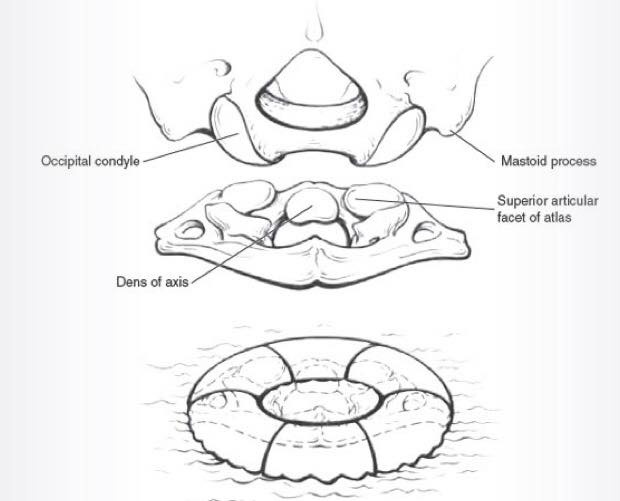 Occipital condyle
Mastoid process
Superior articular
facet of atlas
Dens of axis